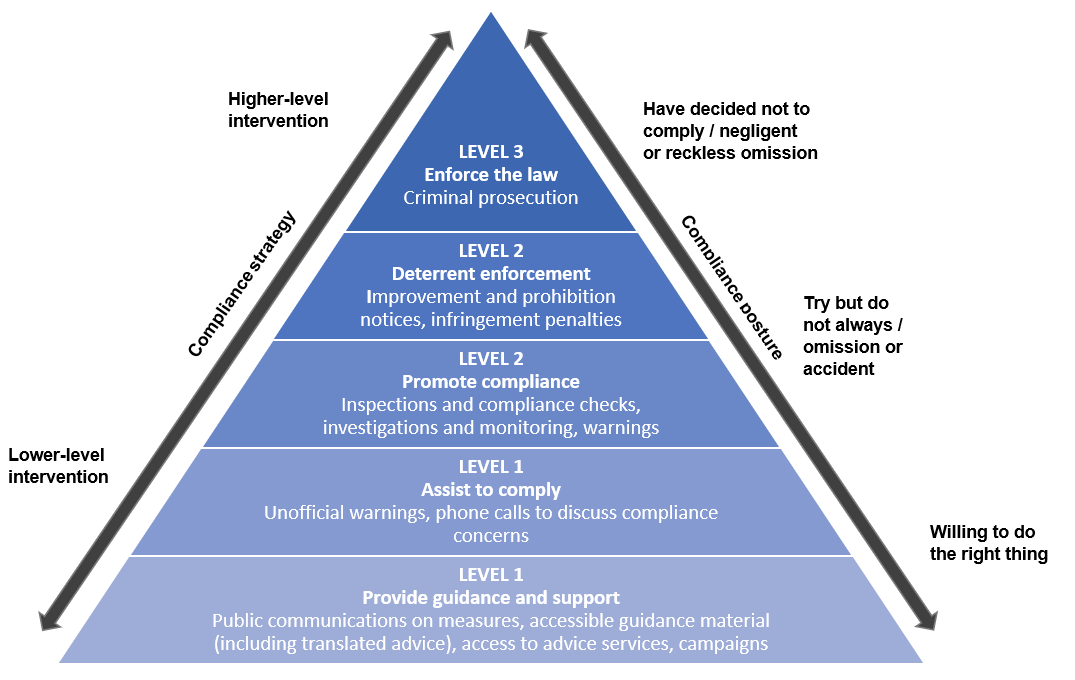 Higher-level
intervention
Have decided not to
comply / negligent
or reckless omission
LEVEL 3
Enforce the law
Criminal prosecution
Compliance strategy
Compliance posture
LEVEL 2
Deterrent enforcement
Improvement and prohibition
notices, infringement penalties
Try but do
not always /
omission or
accident
LEVEL 2
Promote compliance
Inspections and compliance checks,
investigations and monitoring, warnings
Lower-level
intervention
LEVEL 1
Assist to comply
Unofficial warnings, phone calls to discuss compliance
concerns
Willing to do
the right thing
LEVEL 1
Provide guidance and support
Public communications on measures, accessible guidance material
(including translated advice), access to advice services, campaigns